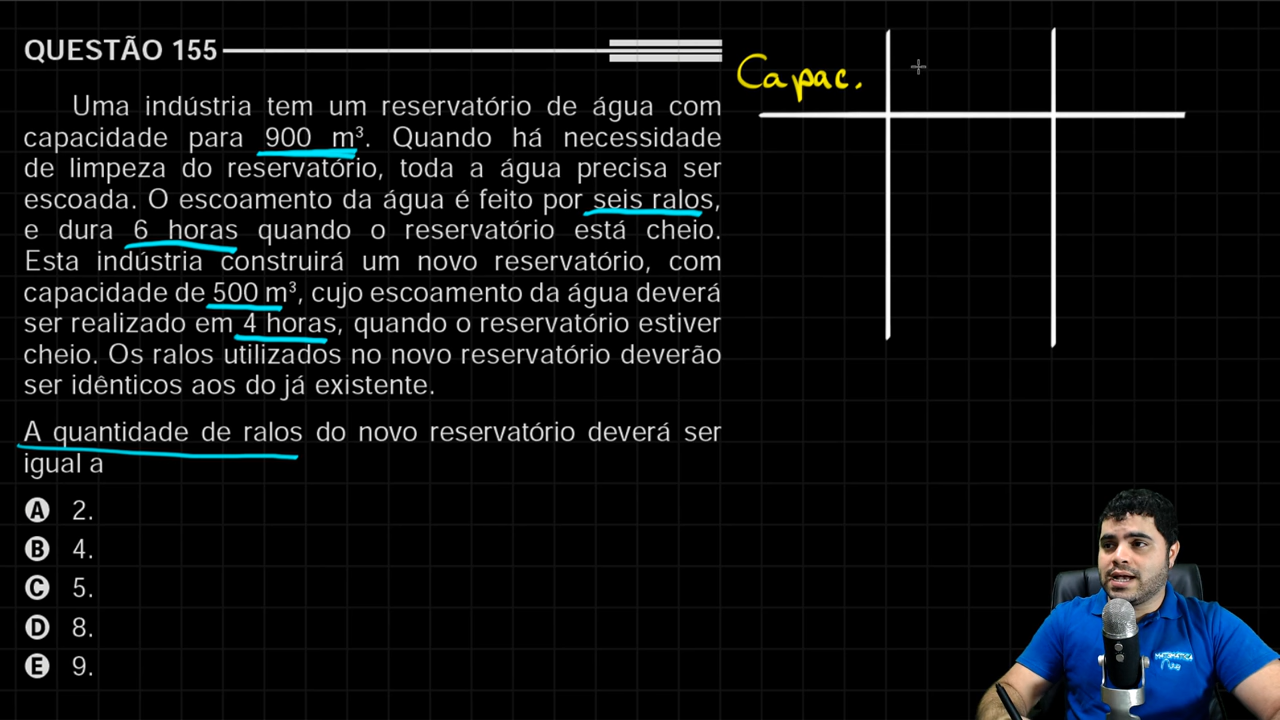 QUESTÃO 155
Capac.
Uma indústria tem um reservatório de água com
capacidade para 900 m³. Quando há necessidade
de limpeza do reservatório, toda a água precisa ser
escoada. O escoamento da água é feito por seis ralos,
e dura 6 horas quando o reservatório está cheio.
Esta indústria construirá um novo reservatório, com
capacidade de 500 m³, cujo escoamento da água deverá
ser realizado em 4 horas, quando o reservatório estiver
cheio. Os ralos utilizados no novo reservatório deverão
ser idênticos aos do já existente.
A quantidade de ralos do novo reservatório deverá ser
igual a
A 2.
B 4.
C 5.
D 8.
E 9.
MATEMÁTICA